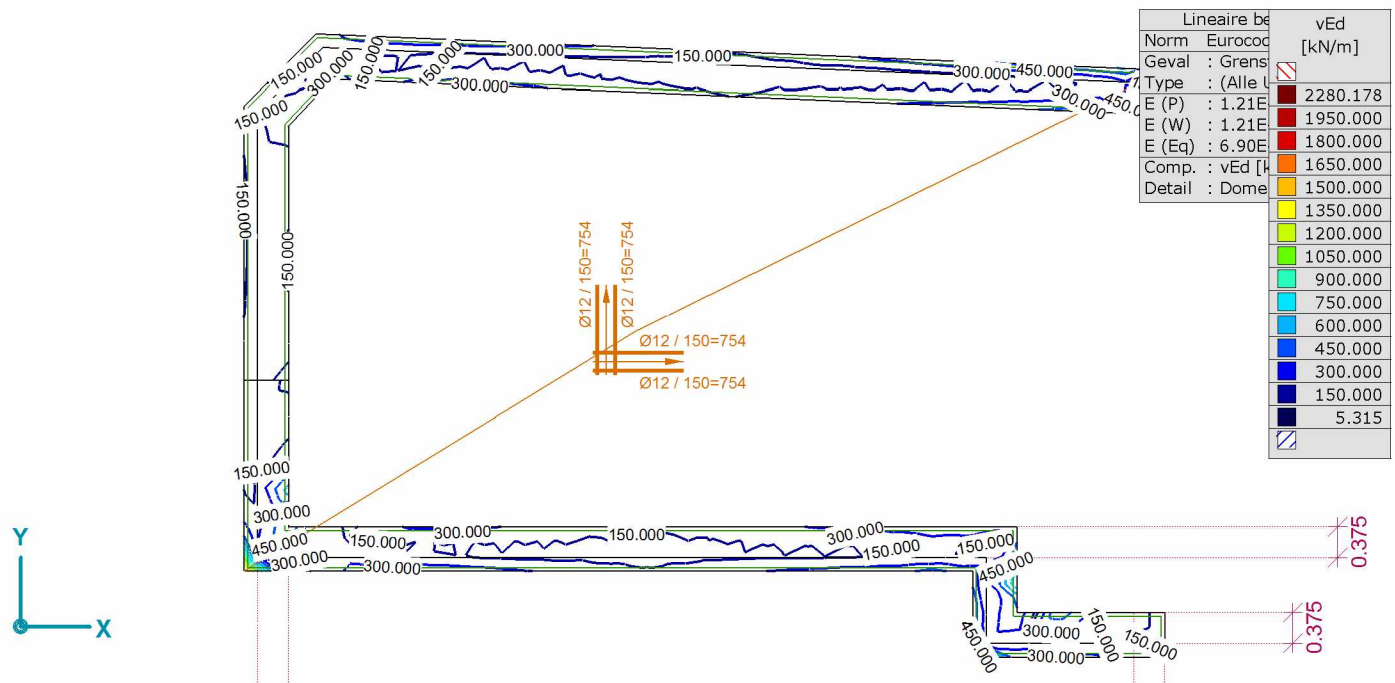 Lineaire be
Norm Eurocod
Geval : Grens
Type : (Alle
E (P) : 1.21E
E (W) : 1.21E
E (Eq) : 6.90E
Comp. : vEd [k
Detail : Dome
vEd
[kN/m]
2280.178
1950.000
1800.000
1650.000
1500.000
1350.000
1200.000
1050.000
900.000
750.000
600.000
450.000
300.000
150.000
5.315
150.000
300.000
150.000
150.000
300.000
150.000
300.000
450.000
300.000
150.000
300.000
450.0
150.000
150.000
150.000
Ø12 / 150=754
Ø12 / 150=754
Ø12 / 150=754
Ø12 / 150=754
150.000
300.000
450.000
300.000
150.000
300.000
300.000
150.000
300.000
150.000
150.000
450.000
450.000
300.000
300.000
150.000
150.000
0.375
0.375
Y
X